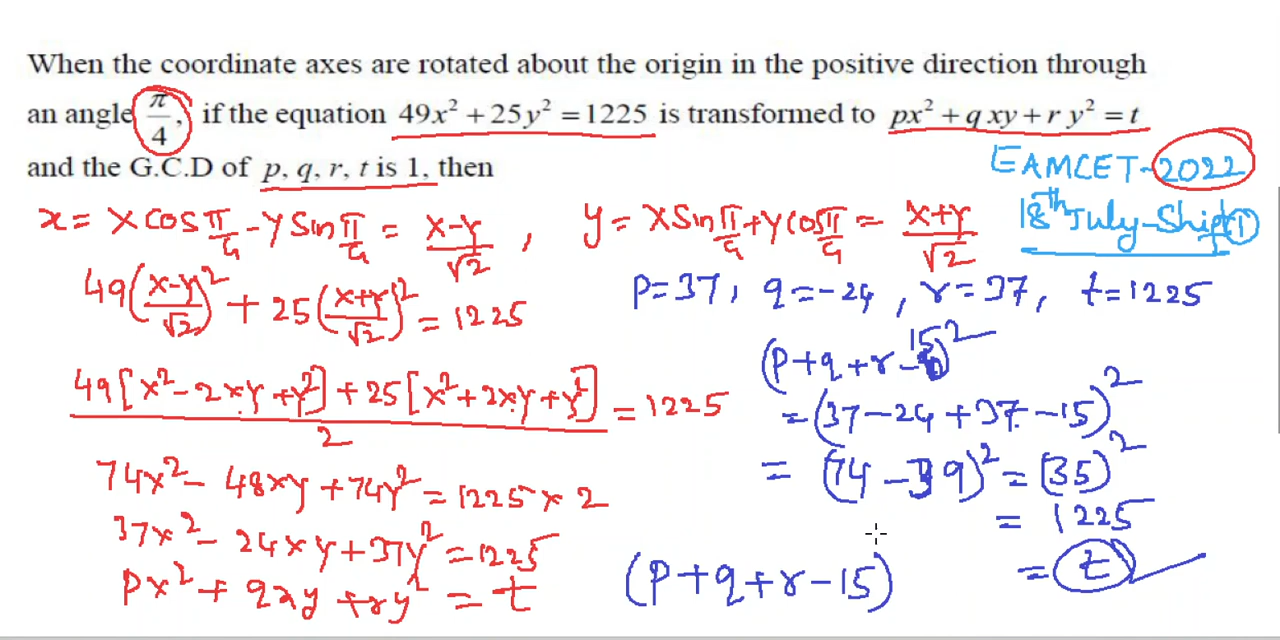 When the coordinate axes are rotated about the origin in the positive direction through
an angle π/4, if the equation 49x² + 25y² = 1225 is transformed to px² + q xy + r y² = t
and the G.C.D of p, q, r, t is 1, then
EAMCET-2022
18th July-Shift ①
x = X cos π/4 - Y Sin π/4 = (X-Y)/√2 , y = X Sin π/4 + Y cos π/4 = (X+Y)/√2
49((X-Y)/√2)² + 25((X+Y)/√2)² = 1225
(49[X² - 2XY + Y²] + 25[X² + 2XY + Y²])/2 = 1225
74X² - 48XY + 74Y² = 1225 × 2
37X² - 24XY + 37Y² = 1225
Px² + qxy + ry² = t
P = 37, q = -24, r = 37, t = 1225
(P + q + r - 15)²
= (37 - 24 + 37 - 15)²
= (74 - 39)² = (35)²
= 1225
= t
(P + q + r - 15)